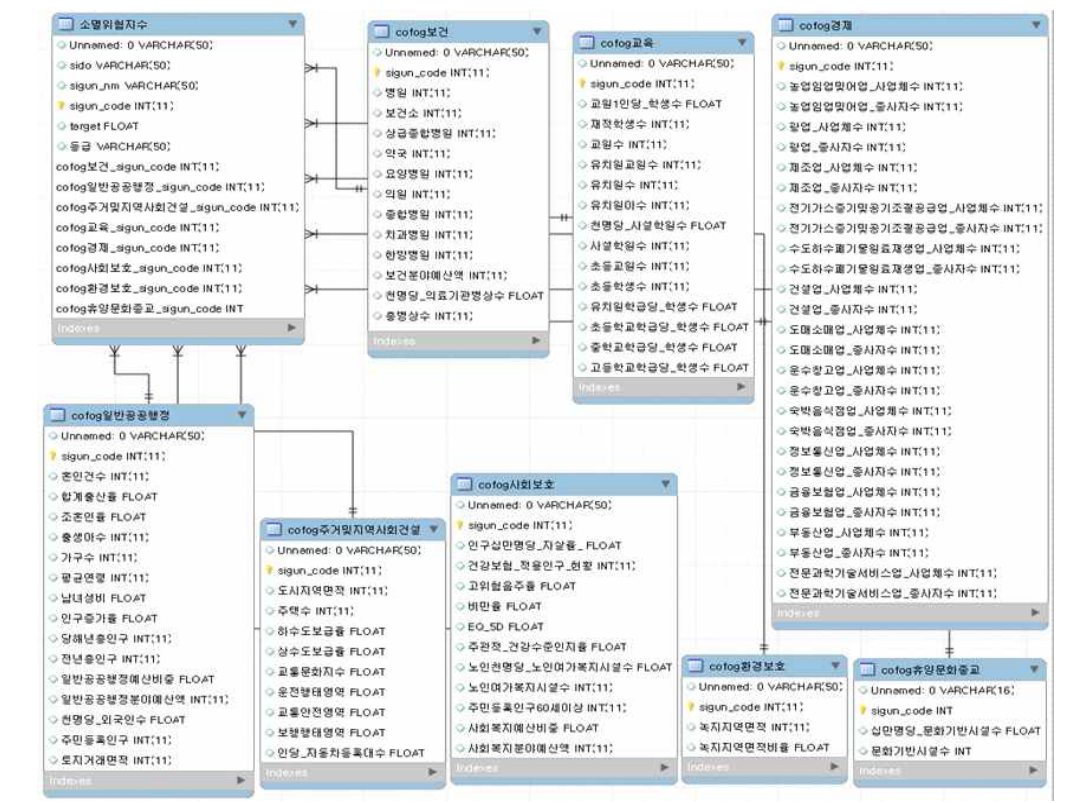 소멸위험지수
Unnamed: 0 VARCHAR(50)
sido VARCHAR(50)
sigun_nm VARCHAR(50)
sigun_code INT(11)
target FLOAT
등급 VARCHAR(50)
cofog보건_sigun_code INT(11)
cofog일반공공행정_sigun_code INT(11)
cofog주거및지역사회건설_sigun_code INT(11)
cofog교육_sigun_code INT(11)
cofog경제_sigun_code INT(11)
cofog사회보호_sigun_code INT(11)
cofog환경보호_sigun_code INT(11)
cofog휴양문화종교_sigun_code INT
Indexes
cofog보건
Unnamed: 0 VARCHAR(50)
sigun_code INT(11)
병원 INT(11)
보건소 INT(11)
상급종합병원 INT(11)
약국 INT(11)
요양병원 INT(11)
의원 INT(11)
종합병원 INT(11)
치과병원 INT(11)
한방병원 INT(11)
보건분야예산액 INT(11)
천명당_의료기관병상수 FLOAT
총병상수 INT(11)
Indexes
cofog교육
Unnamed: 0 VARCHAR(50)
sigun_code INT(11)
교원1인당_학생수 FLOAT
재적학생수 INT(11)
교원수 INT(11)
유치원교원수 INT(11)
유치원수 INT(11)
유치원아수 INT(11)
천명당_사설학원수 FLOAT
사설학원수 INT(11)
초등교원수 INT(11)
초등학생수 INT(11)
유치원학급당_학생수 FLOAT
초등학교학급당_학생수 FLOAT
중학교학급당_학생수 FLOAT
고등학교학급당_학생수 FLOAT
Indexes
cofog경제
Unnamed: 0 VARCHAR(50)
sigun_code INT(11)
농업임업및어업_사업체수 INT(11)
농업임업및어업_종사자수 INT(11)
광업_사업체수 INT(11)
광업_종사자수 INT(11)
제조업_사업체수 INT(11)
제조업_종사자수 INT(11)
전기가스증기및공기조절공급업_사업체수 INT(11)
전기가스증기및공기조절공급업_종사자수 INT(11)
수도하수폐기물원료재생업_사업체수 INT(11)
수도하수폐기물원료재생업_종사자수 INT(11)
건설업_사업체수 INT(11)
건설업_종사자수 INT(11)
도매소매업_사업체수 INT(11)
도매소매업_종사자수 INT(11)
운수창고업_사업체수 INT(11)
운수창고업_종사자수 INT(11)
숙박음식점업_사업체수 INT(11)
숙박음식점업_종사자수 INT(11)
정보통신업_사업체수 INT(11)
정보통신업_종사자수 INT(11)
금융보험업_사업체수 INT(11)
금융보험업_종사자수 INT(11)
부동산업_사업체수 INT(11)
부동산업_종사자수 INT(11)
전문과학기술서비스업_사업체수 INT(11)
전문과학기술서비스업_종사자수 INT(11)
Indexes
cofog일반공공행정
Unnamed: 0 VARCHAR(50)
sigun_code INT(11)
혼인건수 INT(11)
합계출산율 FLOAT
조혼인율 FLOAT
출생아수 INT(11)
가구수 INT(11)
평균연령 INT(11)
남녀성비 FLOAT
인구증가율 FLOAT
당해년총인구 INT(11)
전년총인구 INT(11)
일반공공행정예산비중 FLOAT
일반공공행정분야예산액 INT(11)
천명당_외국인수 FLOAT
주민등록인구 INT(11)
토지거래면적 INT(11)
Indexes
cofog주거및지역사회건설
Unnamed: 0 VARCHAR(50)
sigun_code INT(11)
도시지역면적 INT(11)
주택수 INT(11)
하수도보급률 FLOAT
상수도보급률 FLOAT
교통문화지수 FLOAT
운전행태영역 FLOAT
교통안전영역 FLOAT
보행행태영역 FLOAT
인당_자동차등록대수 FLOAT
Indexes
cofog사회보호
Unnamed: 0 VARCHAR(50)
sigun_code INT(11)
인구십만명당_자살율_ FLOAT
건강보험_적용인구_현황 INT(11)
고위험음주율 FLOAT
비만율 FLOAT
EQ_5D FLOAT
주관적_건강수준인지율 FLOAT
노인천명당_노인여가복지시설수 FLOAT
노인여가복지시설수 INT(11)
주민등록인구60세이상 INT(11)
사회복지예산비중 FLOAT
사회복지분야예산액 INT(11)
Indexes
cofog환경보호
Unnamed: 0 VARCHAR(50)
sigun_code INT(11)
녹지지역면적 INT(11)
녹지지역면적비율 FLOAT
Indexes
cofog휴양문화종교
Unnamed: 0 VARCHAR(16)
sigun_code INT
십만명당_문화기반시설수 FLOAT
문화기반시설수 INT
Indexes